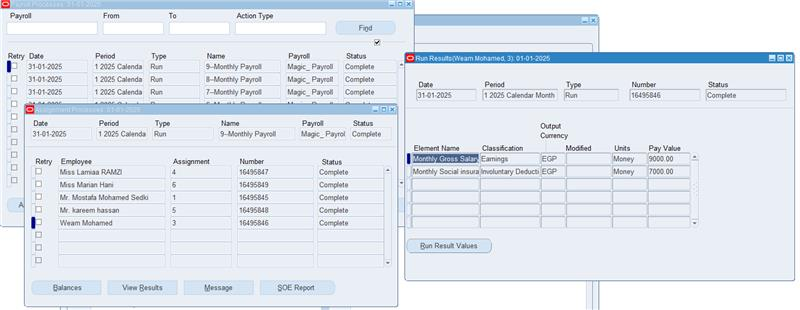 Payroll Processes: 31-01-2025
Payroll From To Action Type
Find
Retry Date Period Type Name Payroll Status
31-01-2025 1 2025 Calenda Run 9--Monthly Payroll Magic_ Payroll Complete
31-01-2025 1 2025 Calenda Run 8--Monthly Payroll Magic_ Payroll Complete
31-01-2025 1 2025 Calenda Run 7--Monthly Payroll Magic_ Payroll Complete
Assignment Processes: 31-01-2025
Date Period Type Name Payroll Status
31-01-2025 1 2025 Calenda Run 9--Monthly Payroll Magic_ Payrol Complete
Retry Employee Assignment Number Status
Miss Lamiaa RAMZI 4 16495847 Complete
Miss Marian Hani 6 16495849 Complete
Mr. Mostafa Mohamed Sedki 1 16495845 Complete
Mr. kareem hassan 5 16495848 Complete
Weam Mohamed 3 16495846 Complete
Balances View Results Message SOE Report
Run Results(Weam Mohamed, 3): 01-01-2025
Date Period Type Number Status
31-01-2025 1 2025 Calendar Month Run 16495846 Complete
Output
Element Name Classification Currency Modified Units Pay Value
Monthly Gross Salary Earnings EGP Money 9000.00
Monthly Social insura Involuntary Deducti EGP Money 7000.00
Run Result Values